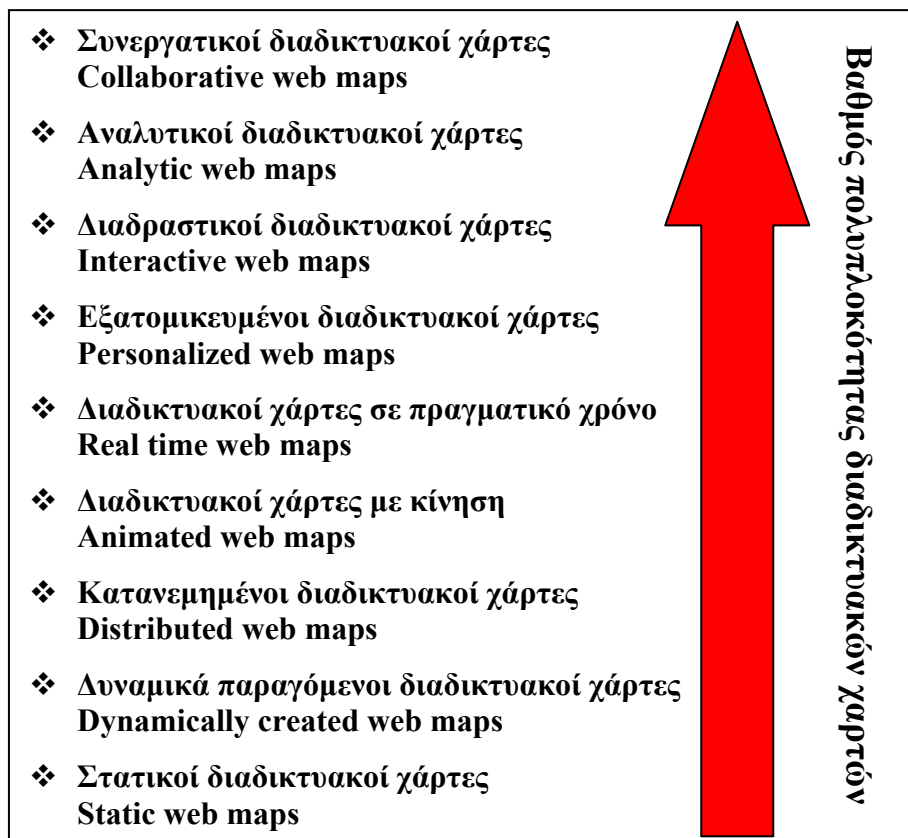 ❖ Συνεργατικοί διαδικτυακοί χάρτες
Collaborative web maps
❖ Αναλυτικοί διαδικτυακοί χάρτες
Analytic web maps
❖ Διαδραστικοί διαδικτυακοί χάρτες
Interactive web maps
❖ Εξατομικευμένοι διαδικτυακοί χάρτες
Personalized web maps
❖ Διαδικτυακοί χάρτες σε πραγματικό χρόνο
Real time web maps
❖ Διαδικτυακοί χάρτες με κίνηση
Animated web maps
❖ Κατανεμημένοι διαδικτυακοί χάρτες
Distributed web maps
❖ Δυναμικά παραγόμενοι διαδικτυακοί χάρτες
Dynamically created web maps
❖ Στατικοί διαδικτυακοί χάρτες
Static web maps
Βαθμός πολυπλοκότητας διαδικτυακών χαρτών